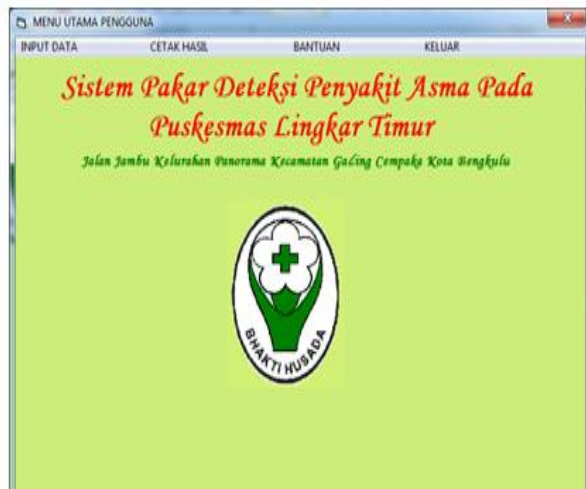 MENU UTAMA PENGGUNA
INPUT DATA CETAK HASIL BANTUAN KELUAR
Sistem Pakar Deteksi Penyakit Asma Pada
Puskesmas Lingkar Timur
Jalan Jambu Kelurahan Panorama Kecamatan Gading Cempaka Kota Bengkulu
BHAKTI HUSADA